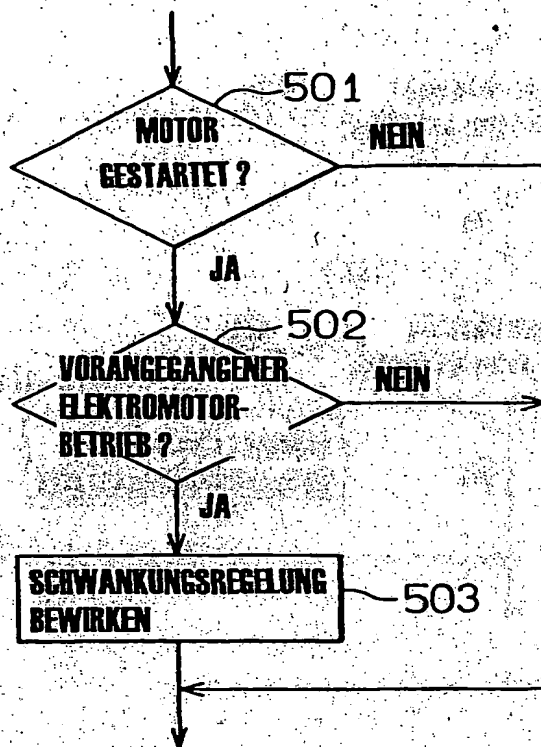 501
MOTOR
GESTARTET ?
NEIN
JA
502
VORANGEGANGENER
ELEKTROMOTOR-
BETRIEB ?
NEIN
JA
SCHWANKUNGSREGELUNG
BEWIRKEN
503